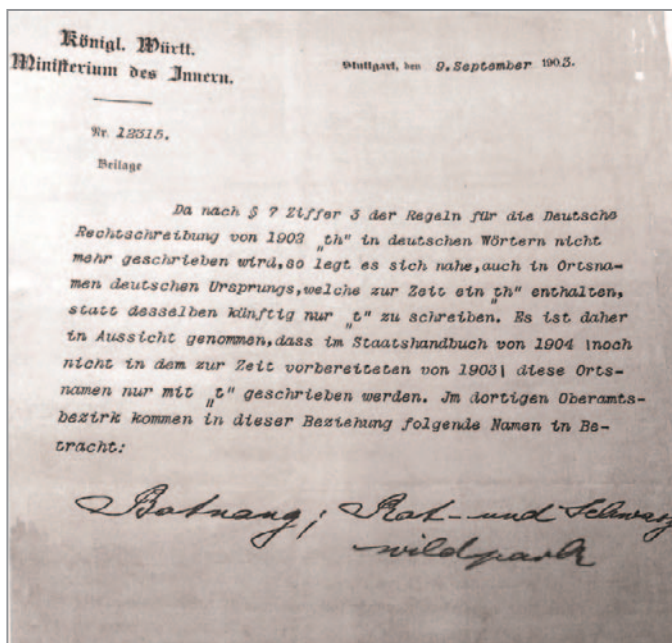 Königl. Württ.
Ministerium des Innern.
Stuttgart, den 9. September 1903.
Nr. 12315.
Beilage
Da nach § 7 Ziffer 3 der Regeln für die Deutsche
Rechtschreibung von 1902 „th" in deutschen Wörtern nicht
mehr geschrieben wird, so legt es sich nahe, auch in Ortsna-
men deutschen Ursprungs, welche zur Zeit ein „th" enthalten,
statt desselben künftig nur „t" zu schreiben. Es ist daher
in Aussicht genommen, dass im Staatshandbuch von 1904 |noch
nicht in dem zur Zeit vorbereiteten von 1903| diese Orts-
namen nur mit „t" geschrieben werden. Jm dortigen Oberamts-
bezirk kommen in dieser Beziehung folgende Namen in Be-
tracht:
Botnang; Rot- und Schwarz
wildpark